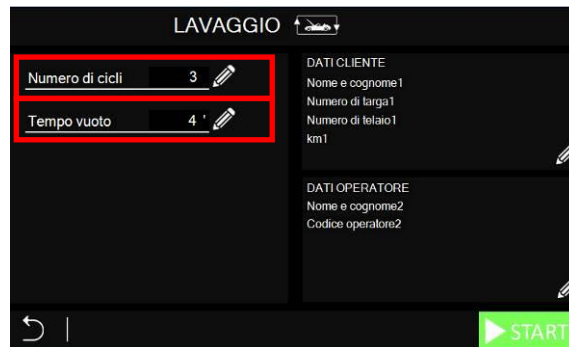 LAVAGGIO
Numero di cicli 3
Tempo vuoto 4 '
DATI CLIENTE
Nome e cognome1
Numero di targa1
Numero di telaio1
km1
DATI OPERATORE
Nome e cognome2
Codice operatore2
START